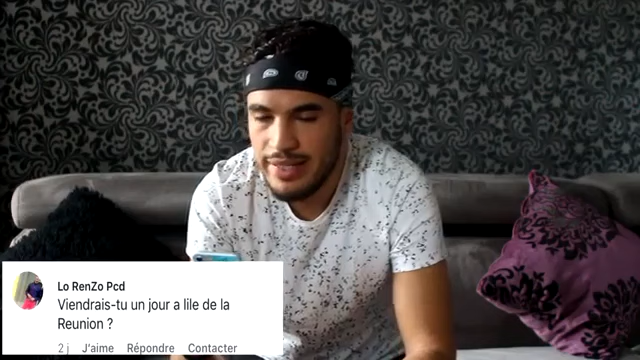 Lo RenZo Pcd
Viendrais-tu un jour a lile de la
Reunion ?
2 j J'aime Répondre Contacter